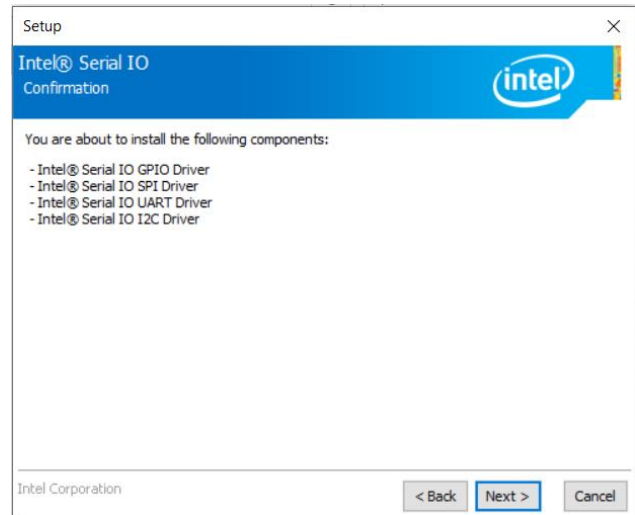 Setup
Intel® Serial IO
Confirmation
intel
You are about to install the following components:
- Intel® Serial IO GPIO Driver
- Intel® Serial IO SPI Driver
- Intel® Serial IO UART Driver
- Intel® Serial IO I2C Driver
Intel Corporation
< Back Next > Cancel